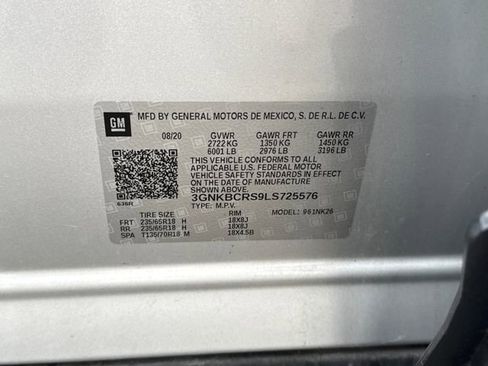 GM
MFD BY GENERAL MOTORS DE MEXICO, S. DE R.L. DE C.V.
08/20 GVWR GAWR FRT GAWR RR
2722 KG 1350 KG 1450 KG
6001 LB 2976 LB 3196 LB
THIS VEHICLE CONFORMS TO ALL
APPLICABLE U.S. FEDERAL MOTOR
VEHICLE SAFETY STANDARDS IN EFFECT
ON THE DATE OF MANUFACTURE
SHOWN ABOVE.
3GNKBCRS9LS725576
TYPE: M.P.V.
TIRE SIZE RIM MODEL: 961NK26
FRT 235/65R18 H 18X8J
RR 235/65R18 H 18X8J
SPA T135/70R18 M 18X4.5B